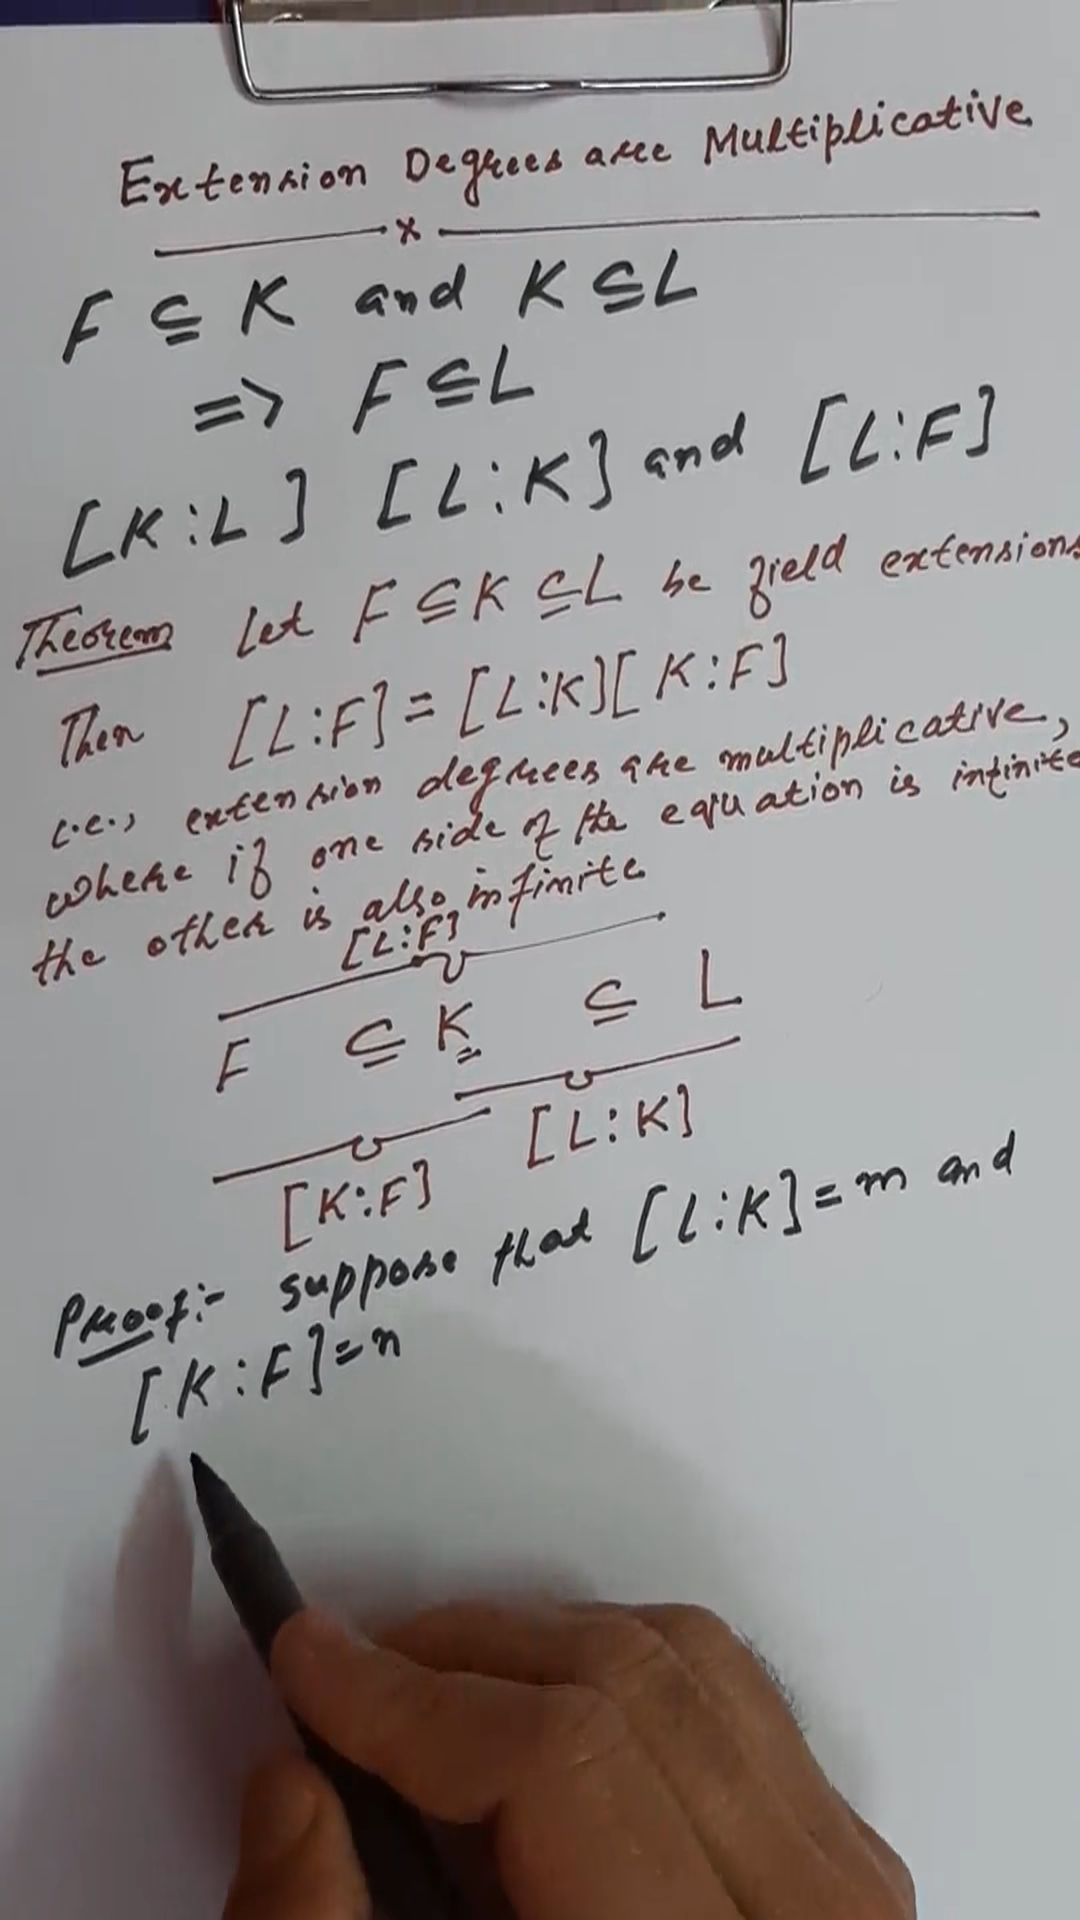 Extension Degrees are Multiplicative
x
F ⊆ K and K ⊆ L
=> F ⊆ L
[K:L] [L:K] and [L:F]
Theorem Let F ⊆ K ⊆ L be field extensions
Then [L:F] = [L:K][K:F]
i.e., extension degrees are multiplicative,
where if one side of the equation is infinite
the other is also infinite
[L:F]
F ⊆ K ⊆ L
[K:F] [L:K]
Proof:- suppose that [L:K] = m and
[K:F] = n